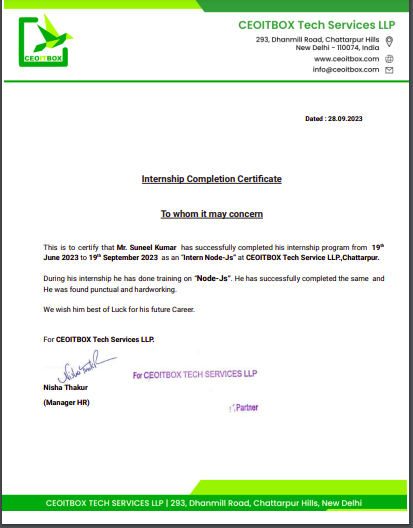 CEOITBOX
CEOITBOX Tech Services LLP
293, Dhanmill Road, Chattarpur Hills
New Delhi - 110074, India
www.ceoitbox.com
info@ceoitbox.com
Dated : 28.09.2023
Internship Completion Certificate
To whom it may concern
This is to certify that Mr. Suneel Kumar has successfully completed his internship program from 19th
June 2023 to 19th September 2023 as an "Intern Node-Js" at CEOITBOX Tech Service LLP.,Chattarpur.
During his internship he has done training on "Node-Js". He has successfully completed the same and
He was found punctual and hardworking.
We wish him best of Luck for his future Career.
For CEOITBOX Tech Services LLP.
Nisha Thakur
For CEOITBOX TECH SERVICES LLP
Nisha Thakur
(Manager HR)
Partner
CEOITBOX TECH SERVICES LLP | 293, Dhanmill Road, Chattarpur Hills, New Delhi